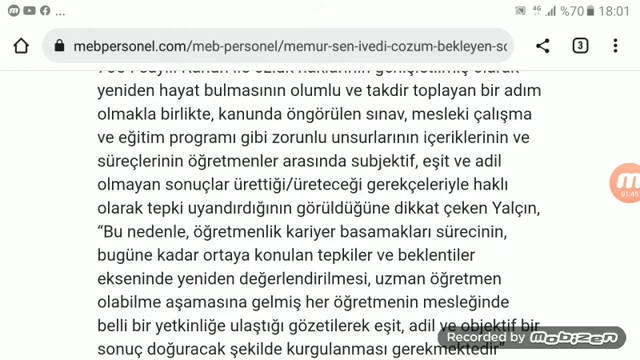 4G %70 18:01
mebpersonel.com/meb-personel/memur-sen-ivedi-cozum-bekleyen-so
3
yeniden hayat bulmasının olumlu ve takdir toplayan bir adım
olmakla birlikte, kanunda öngörülen sınav, mesleki çalışma
ve eğitim programı gibi zorunlu unsurlarının içeriklerinin ve
süreçlerinin öğretmenler arasında subjektif, eşit ve adil
olmayan sonuçlar ürettiği/üreteceği gerekçeleriyle haklı
olarak tepki uyandırdığının görüldüğüne dikkat çeken Yalçın,
“Bu nedenle, öğretmenlik kariyer basamakları sürecinin,
bugüne kadar ortaya konulan tepkiler ve beklentiler
ekseninde yeniden değerlendirilmesi, uzman öğretmen
olabilme aşamasına gelmiş her öğretmenin mesleğinde
belli bir yetkinliğe ulaştığı gözetilerek eşit, adil ve objektif bir
sonuç doğuracak şekilde kurgulanması gerekmektedir”
01:45
Recorded by mobizen